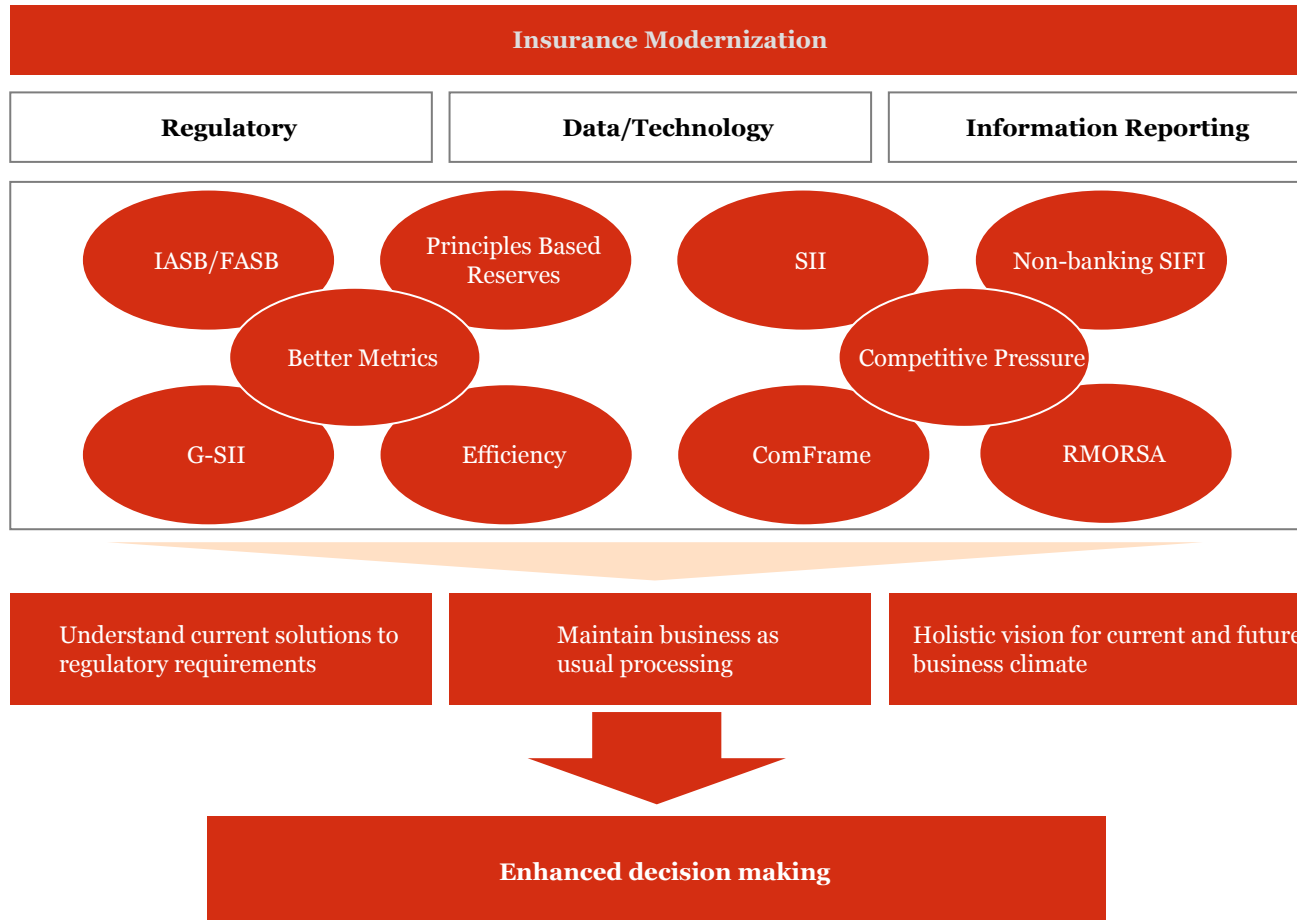 Insurance Modernization
Regulatory
Data/Technology
Information Reporting
IASB/FASB
Principles Based
Reserves
SII
Non-banking SIFI
Better Metrics
Competitive Pressure
G-SII
Efficiency
ComFrame
RMORSA
Understand current solutions to
regulatory requirements
Maintain business as
usual processing
Holistic vision for current and future
business climate
Enhanced decision making